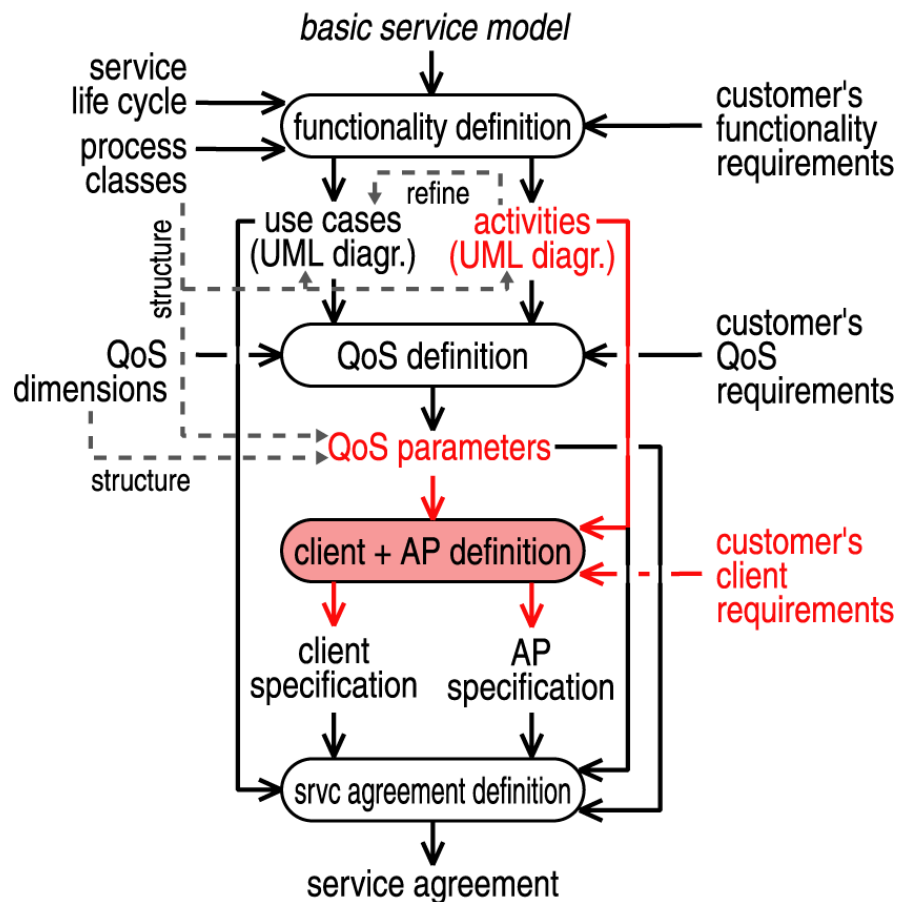 basic service model
service
life cycle
functionality definition
customer's
functionality
requirements
process
classes
refine
structure
use cases
(UML diagr.)
activities
(UML diagr.)
QoS
dimensions
QoS definition
customer's
QoS
requirements
QoS parameters
structure
client + AP definition
customer's
client
requirements
client
specification
AP
specification
srvc agreement definition
service agreement